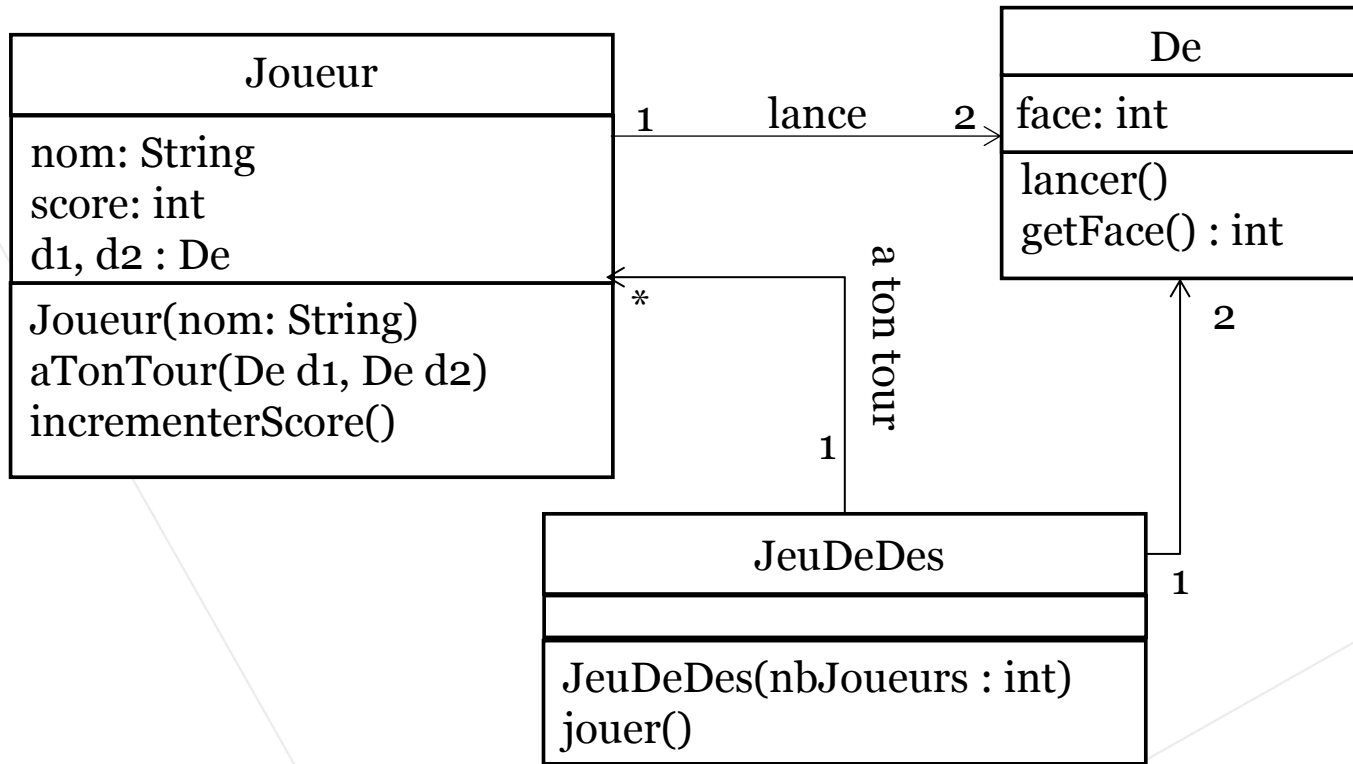 Joueur
nom: String
score: int
d1, d2 : De
Joueur(nom: String)
aTonTour(De d1, De d2)
incrementerScore()
1 lance 2
De
face: int
lancer()
getFace() : int
*
a ton tour
1
2
1
JeuDeDes
JeuDeDes(nbJoueurs : int)
jouer()